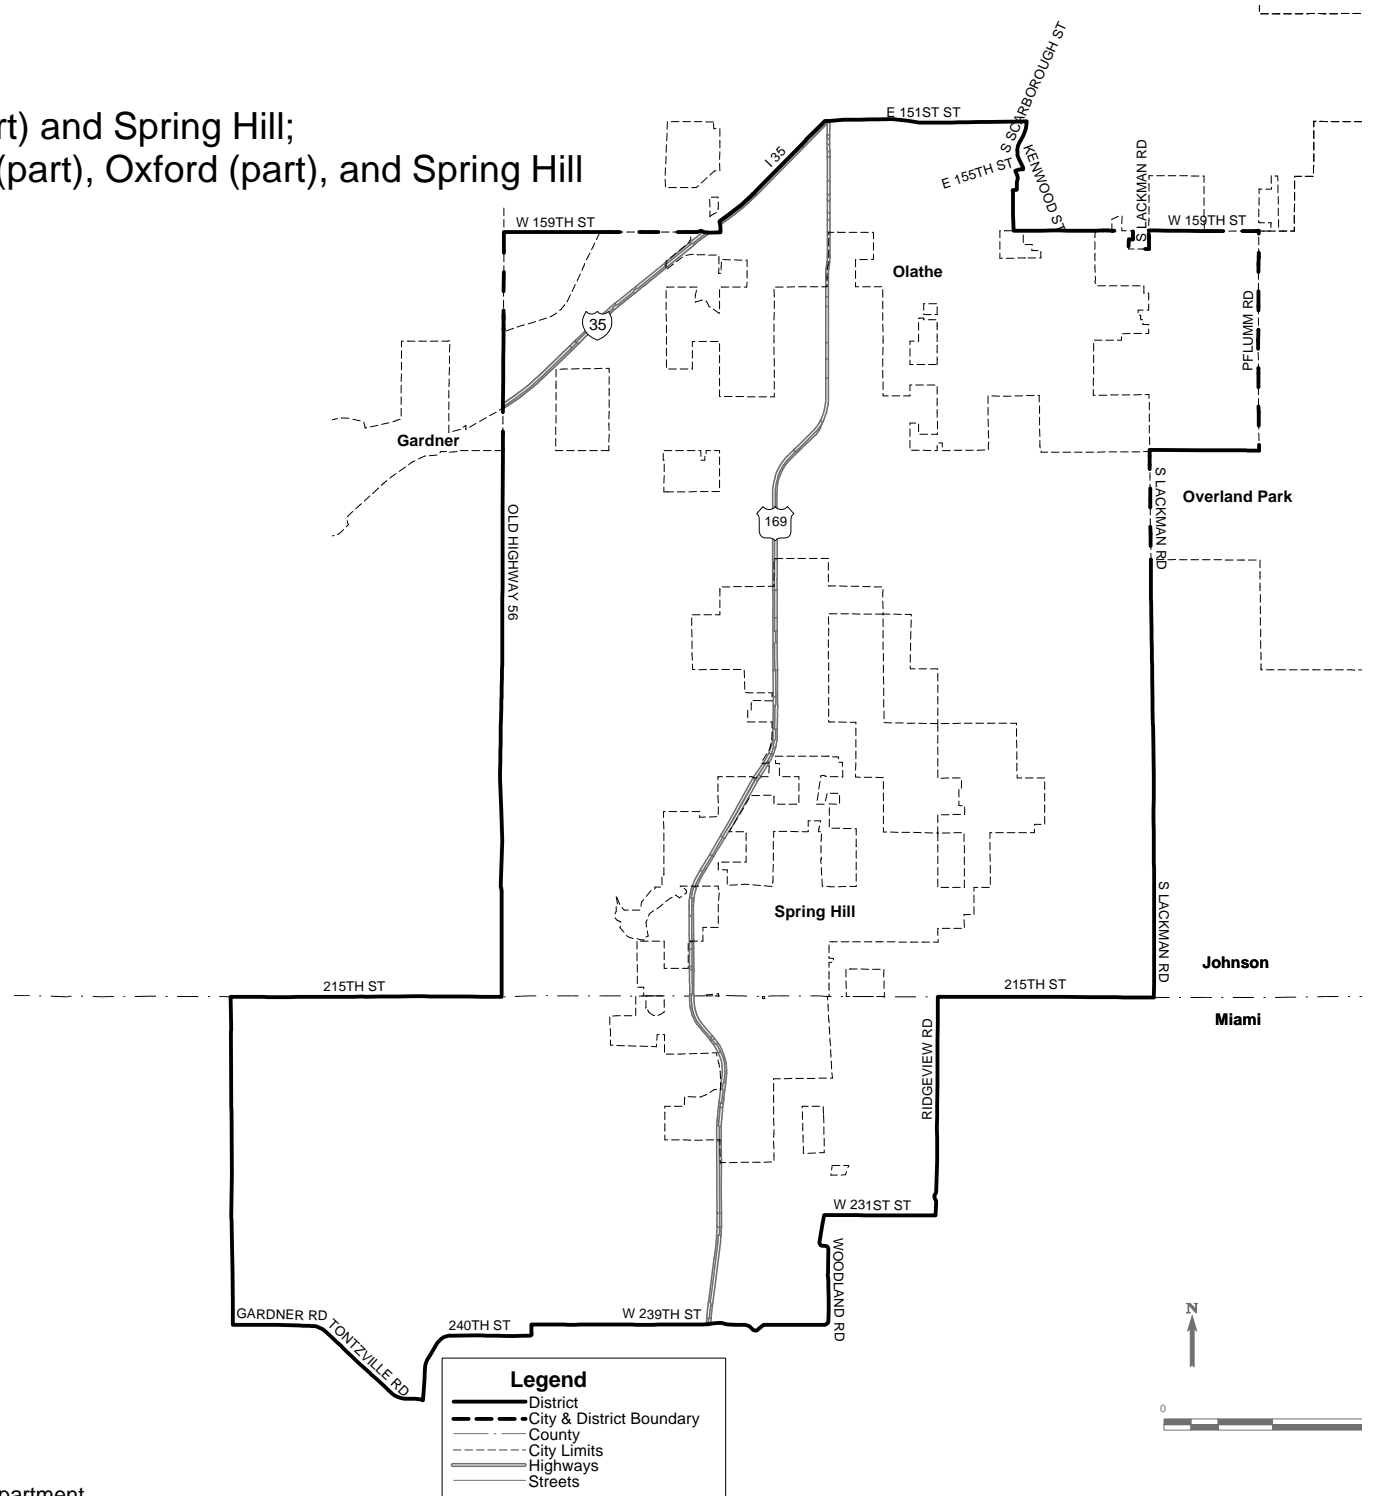 rt) and Spring Hill;
(part), Oxford (part), and Spring Hill
S SCARBOROUGH ST
E 151ST ST
I 35
E 155TH ST
KENWOOD ST
S LACKMAN RD
W 159TH ST
W 159TH ST
Olathe
35
PFLUMM RD
Gardner
S LACKMAN RD
Overland Park
OLD HIGHWAY 56
169
S LACKMAN RD
Spring Hill
Johnson
215TH ST
215TH ST
Miami
RIDGEVIEW RD
W 231ST ST
WOODLAND RD
GARDNER RD
TONTZVILLE RD
240TH ST
W 239TH ST
N
0
Legend
District
City & District Boundary
County
City Limits
Highways
Streets
partment